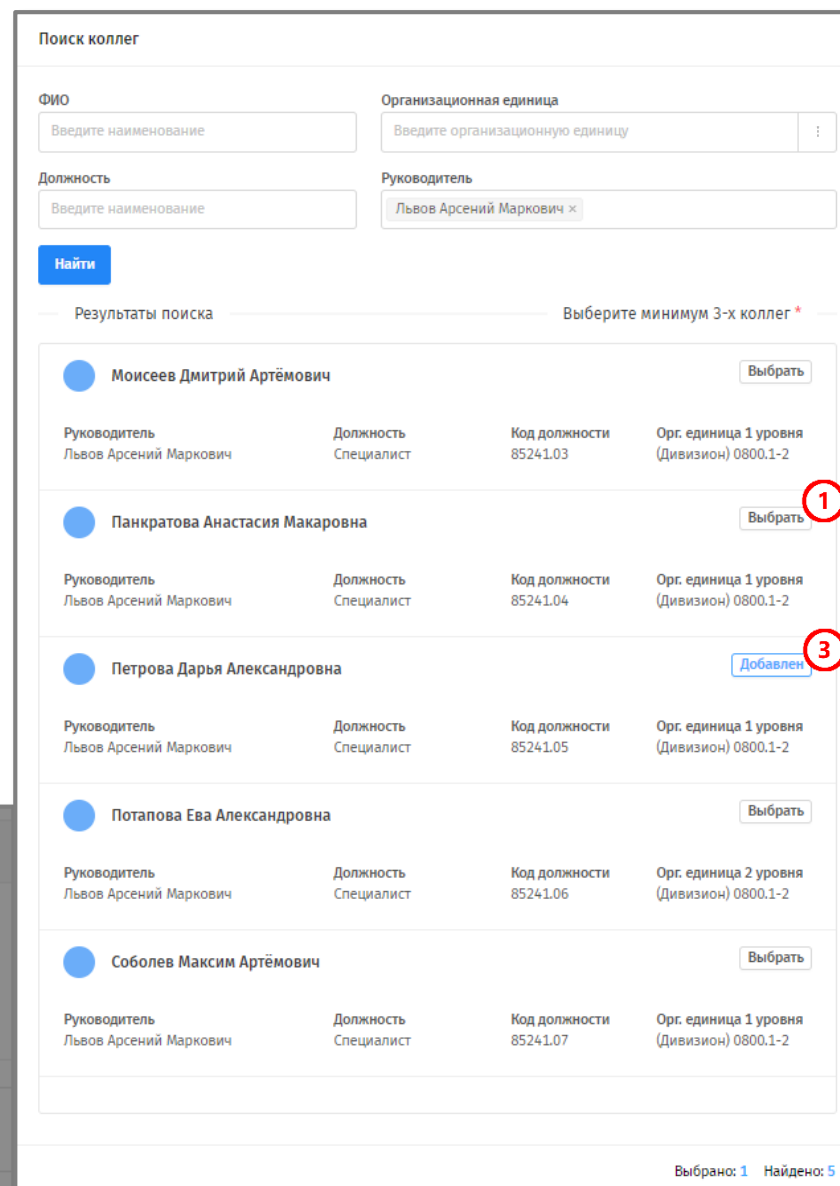 Поиск коллег
ФИО Организационная единица
Введите наименование Введите организационную единицу
Должность Руководитель
Введите наименование Львов Арсений Маркович ×
Найти
Результаты поиска Выберите минимум 3-х коллег *
Моисеев Дмитрий Артёмович Выбрать
Руководитель Должность Код должности Орг. единица 1 уровня
Львов Арсений Маркович Специалист 85241.03 (Дивизион) 0800.1-2
1
Панкратова Анастасия Макаровна Выбрать
Руководитель Должность Код должности Орг. единица 1 уровня
Львов Арсений Маркович Специалист 85241.04 (Дивизион) 0800.1-2
3
Петрова Дарья Александровна Добавлен
Руководитель Должность Код должности Орг. единица 1 уровня
Львов Арсений Маркович Специалист 85241.05 (Дивизион) 0800.1-2
Потапова Ева Александровна Выбрать
Руководитель Должность Код должности Орг. единица 2 уровня
Львов Арсений Маркович Специалист 85241.06 (Дивизион) 0800.1-2
Соболев Максим Артёмович Выбрать
Руководитель Должность Код должности Орг. единица 1 уровня
Львов Арсений Маркович Специалист 85241.07 (Дивизион) 0800.1-2
Выбрано: 1 Найдено: 5